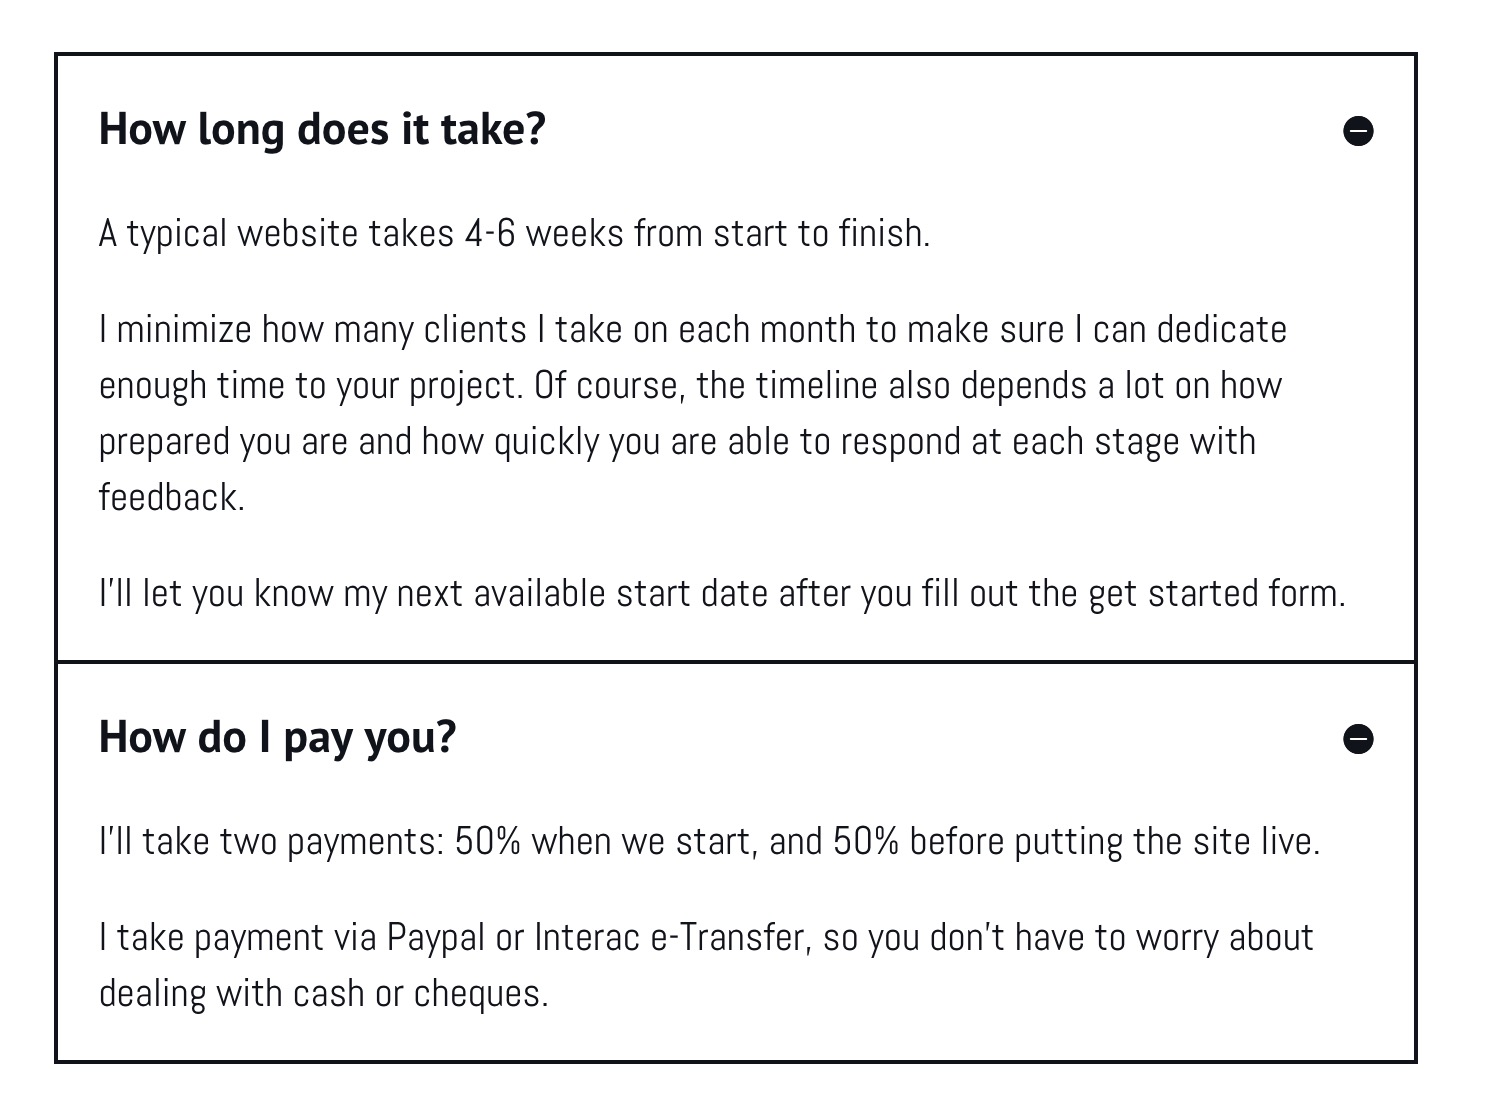 How long does it take?
A typical website takes 4-6 weeks from start to finish.
I minimize how many clients I take on each month to make sure I can dedicate
enough time to your project. Of course, the timeline also depends a lot on how
prepared you are and how quickly you are able to respond at each stage with
feedback.
I’ll let you know my next available start date after you fill out the get started form.
How do I pay you?
I’ll take two payments: 50% when we start, and 50% before putting the site live.
I take payment via Paypal or Interac e-Transfer, so you don’t have to worry about
dealing with cash or cheques.